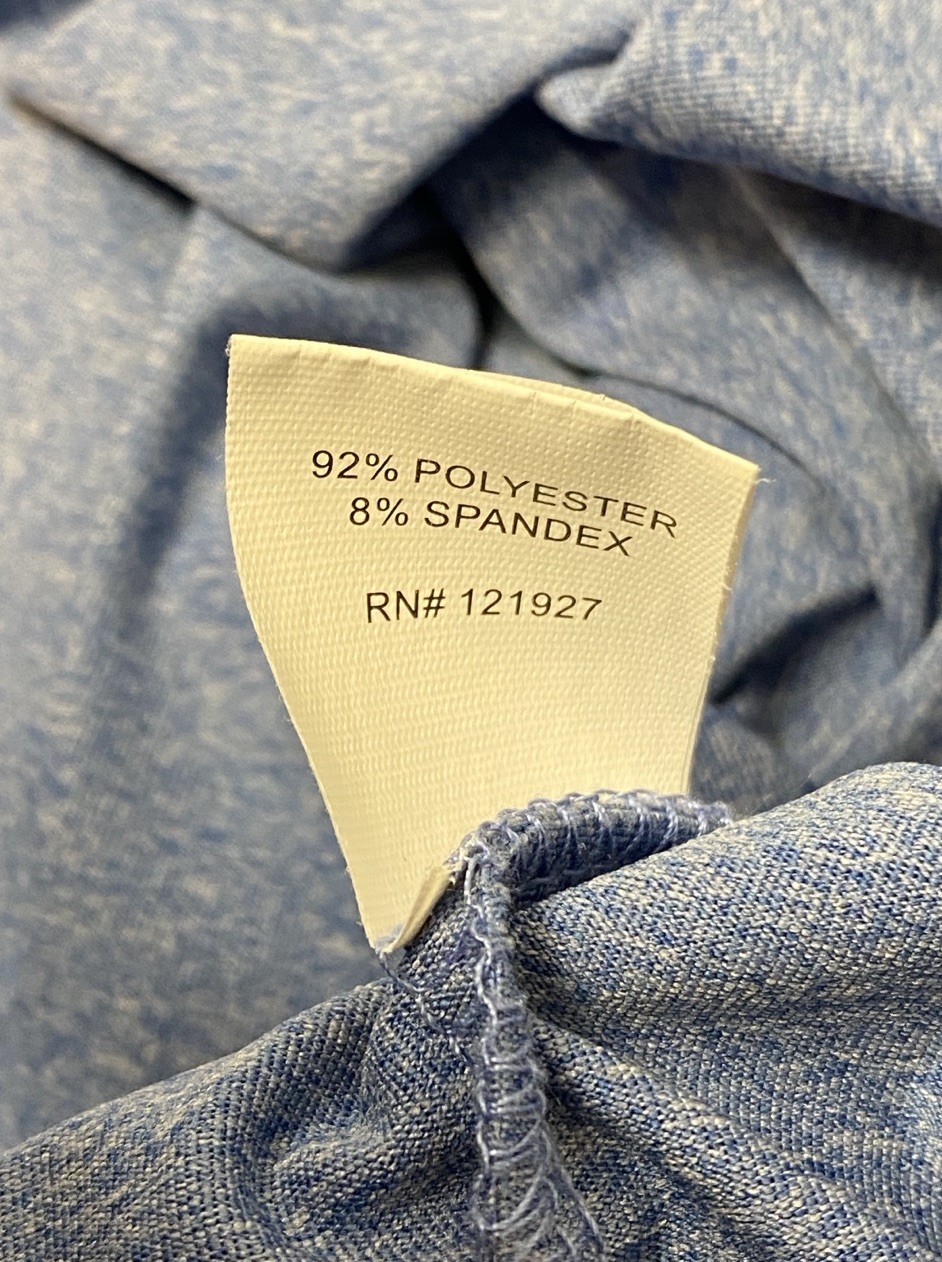 92% POLYESTER
8% SPANDEX
RN# 121927